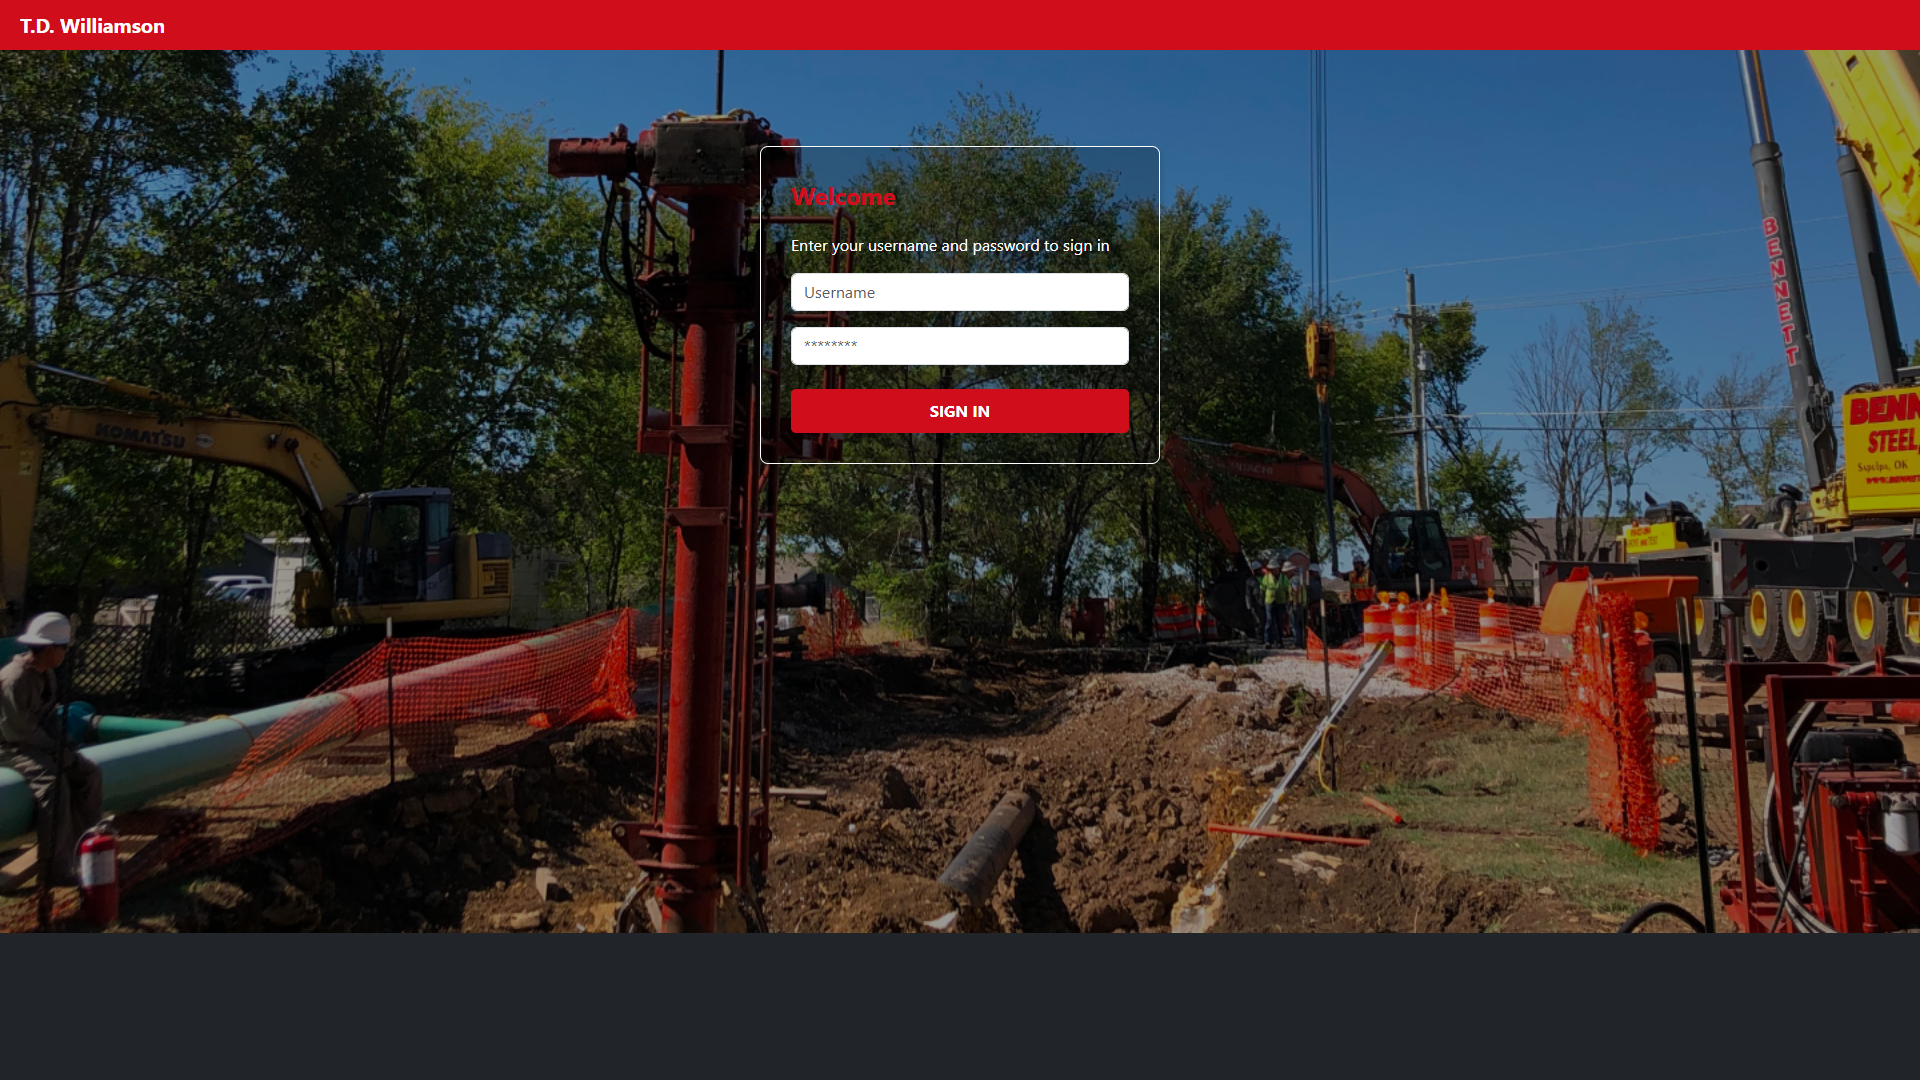 T.D. Williamson
Welcome
Enter your username and password to sign in
Username
********
SIGN IN
KOMATSU
HITACHI
BENNETT
BENN
STEEL
Sapulpa, OK